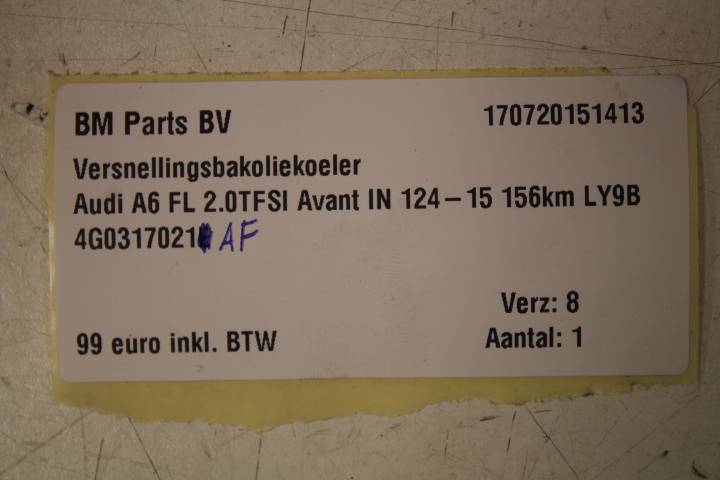 BM Parts BV 170720151413
Versnellingsbakoliekoeler
Audi A6 FL 2.0TFSI Avant IN 124-15 156km LY9B
4G0317021 AF
Verz: 8
99 euro inkl. BTW Aantal: 1